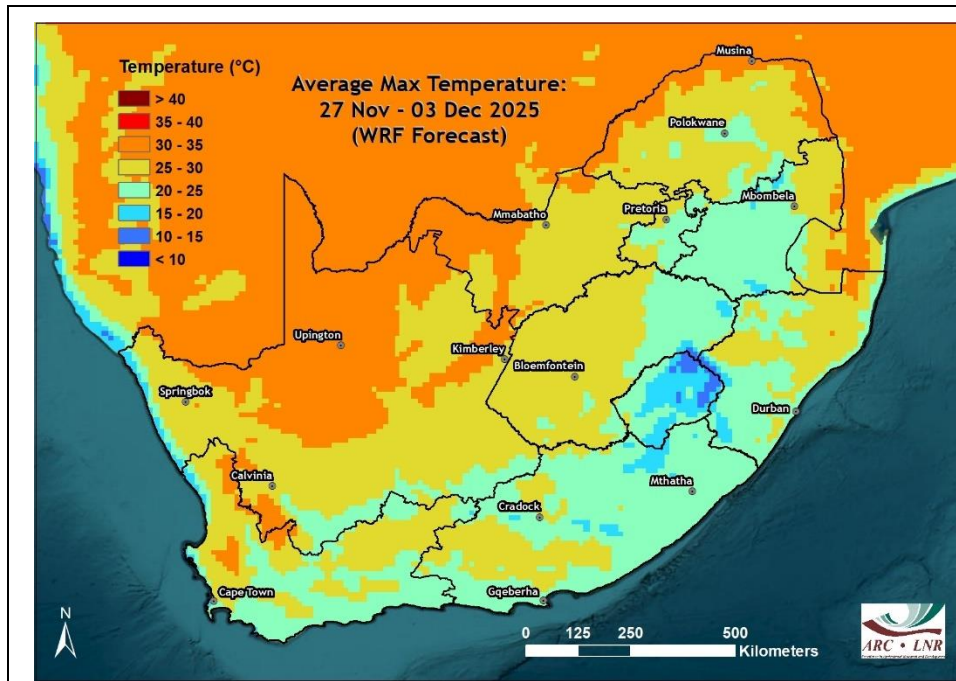 Temperature (°C)
> 40
35 - 40
30 - 35
25 - 30
20 - 25
15 - 20
10 - 15
< 10
Average Max Temperature:
27 Nov - 03 Dec 2025
(WRF Forecast)
Musina
Polokwane
Mbombela
Pretoria
Mmabatho
Upington
Kimberley
Bloemfontein
Springbok
Durban
Calvinia
Mthatha
Cradock
Cape Town
Gqeberha
N
0 125 250 500
Kilometers
ARC • LNR